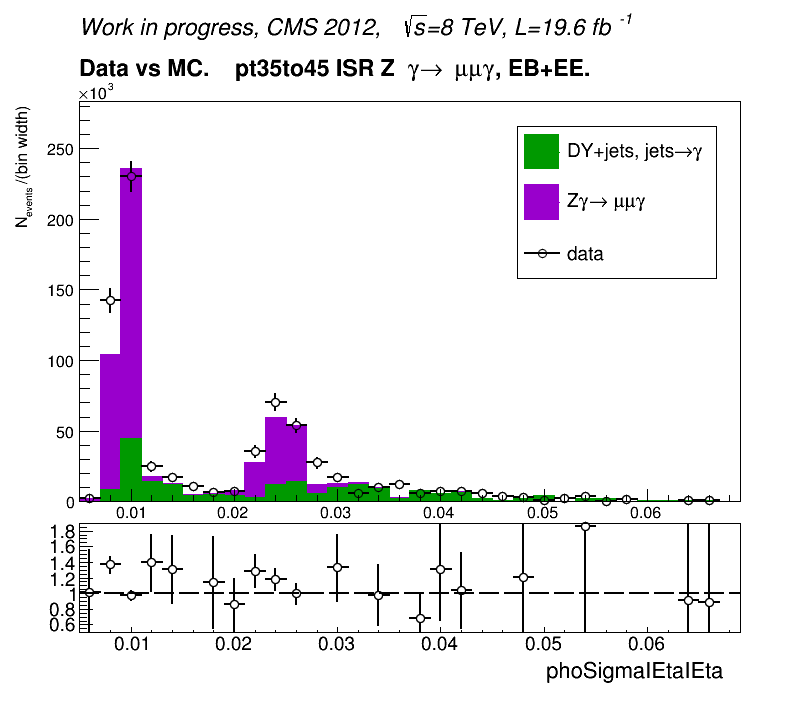 Work in progress, CMS 2012, √s=8 TeV, L=19.6 fb -1
Data vs MC. pt35to45 ISR Z γ→ μμγ, EB+EE.
×10³
N events /(bin width)
250
200
150
100
50
0
DY+jets, jets→γ
Zγ→ μμγ
data
0.01 0.02 0.03 0.04 0.05 0.06
1.8
1.6
1.4
1.2
1
0.8
0.6
0.01 0.02 0.03 0.04 0.05 0.06
phoSigmaIEtaIEta